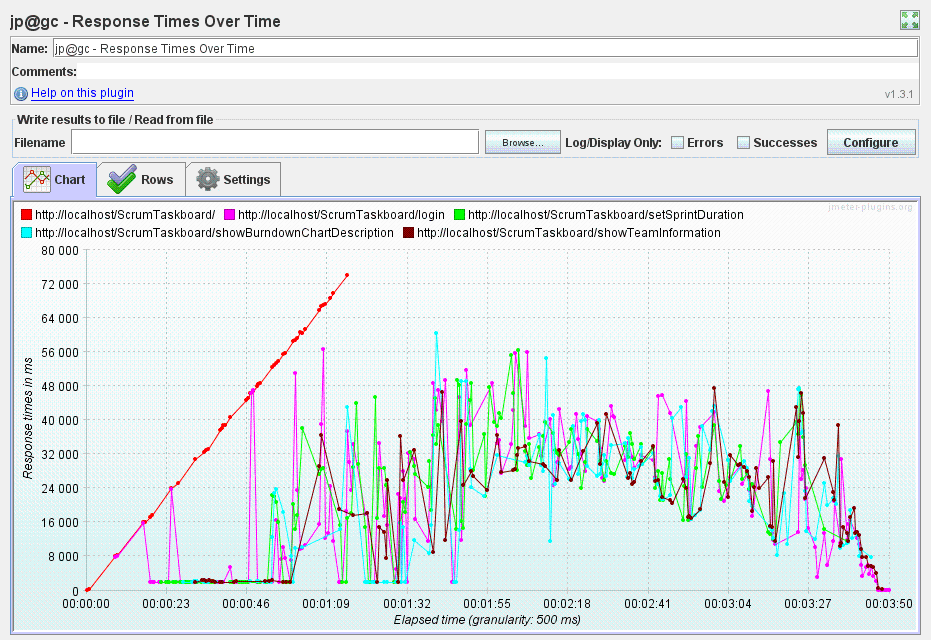 jp@gc - Response Times Over Time
Name: jp@gc - Response Times Over Time
Comments:
Help on this plugin
v1.3.1
Write results to file / Read from file
Filename Browse... Log/Display Only: Errors Successes Configure
Chart Rows Settings
jmeter-plugins.org
http://localhost/ScrumTaskboard/ http://localhost/ScrumTaskboard/login http://localhost/ScrumTaskboard/setSprintDuration
http://localhost/ScrumTaskboard/showBurndownChartDescription http://localhost/ScrumTaskboard/showTeamInformation
80 000
72 000
64 000
56 000
48 000
40 000
32 000
24 000
16 000
8 000
0
Response times in ms
00:00:00 00:00:23 00:00:46 00:01:09 00:01:32 00:01:55 00:02:18 00:02:41 00:03:04 00:03:27 00:03:50
Elapsed time (granularity: 500 ms)